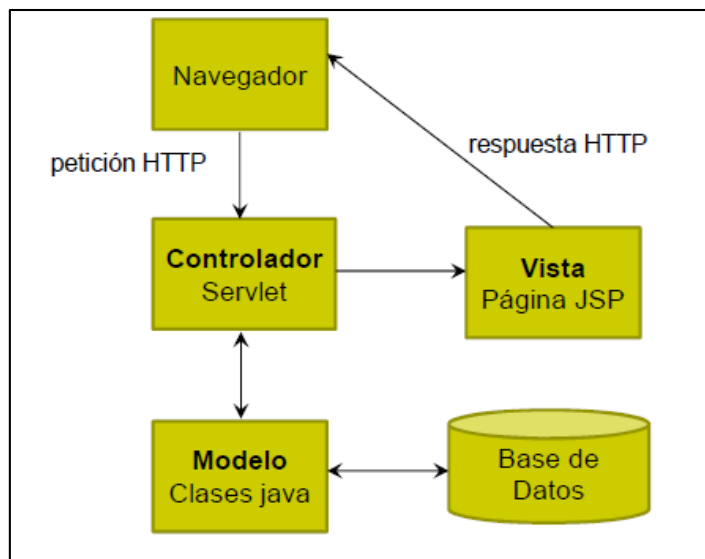 Navegador
petición HTTP
respuesta HTTP
Controlador
Servlet
Vista
Página JSP
Modelo
Clases java
Base de
Datos